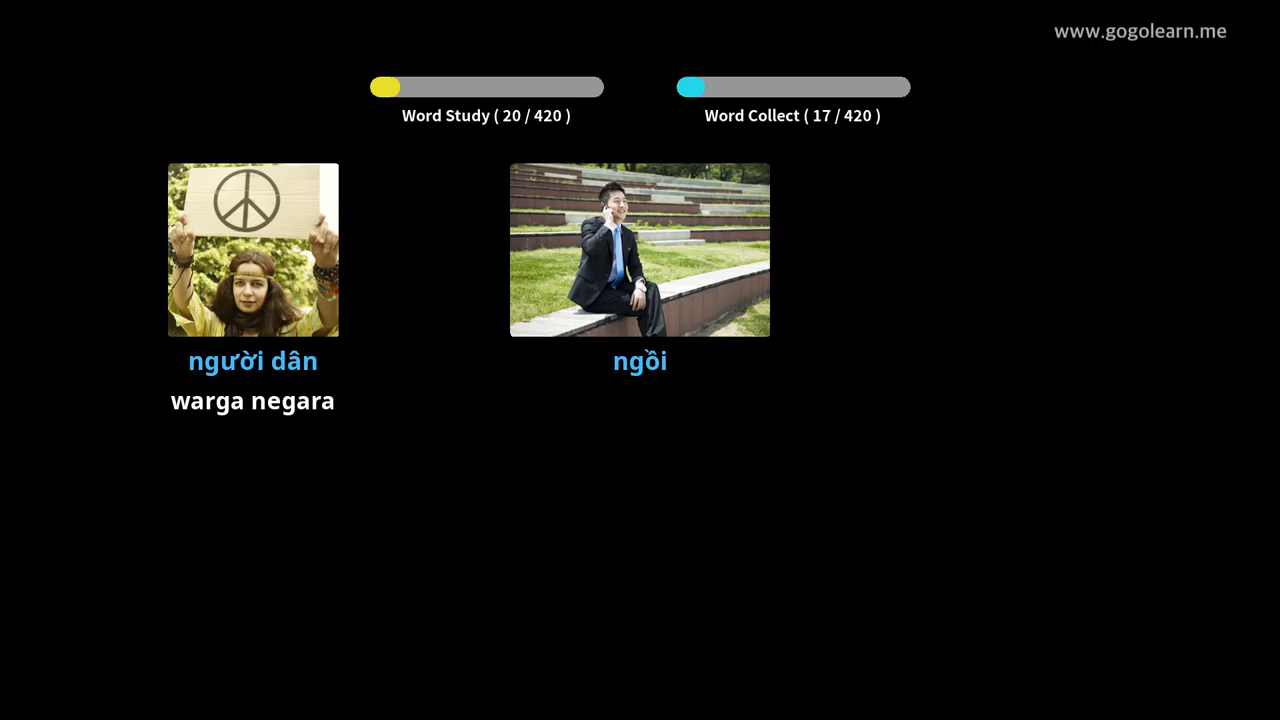 www.gogolearn.me
Word Study ( 20 / 420 )
Word Collect ( 17 / 420 )
người dân
warga negara
ngồi